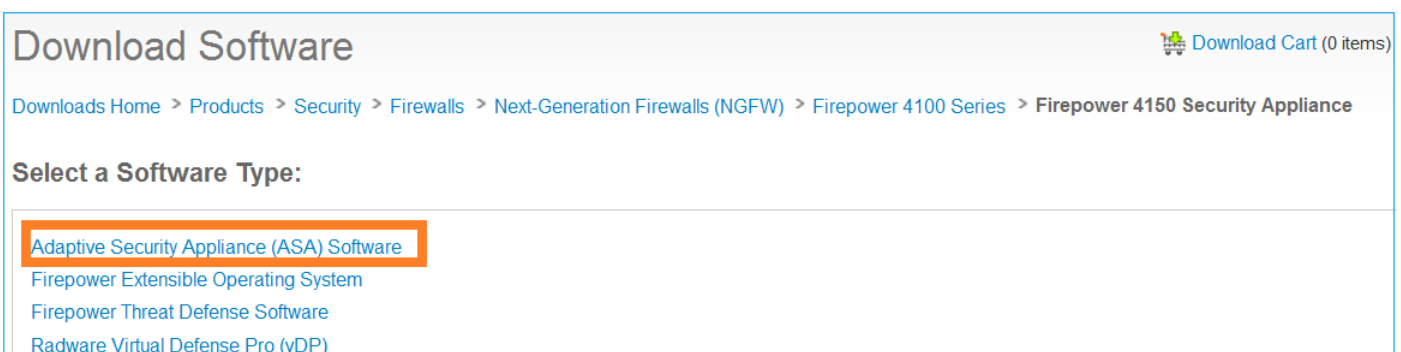 Download Software
Download Cart (0 items)
Downloads Home > Products > Security > Firewalls > Next-Generation Firewalls (NGFW) > Firepower 4100 Series > Firepower 4150 Security Appliance
Select a Software Type:
Adaptive Security Appliance (ASA) Software
Firepower Extensible Operating System
Firepower Threat Defense Software
Radware Virtual Defense Pro (vDP)